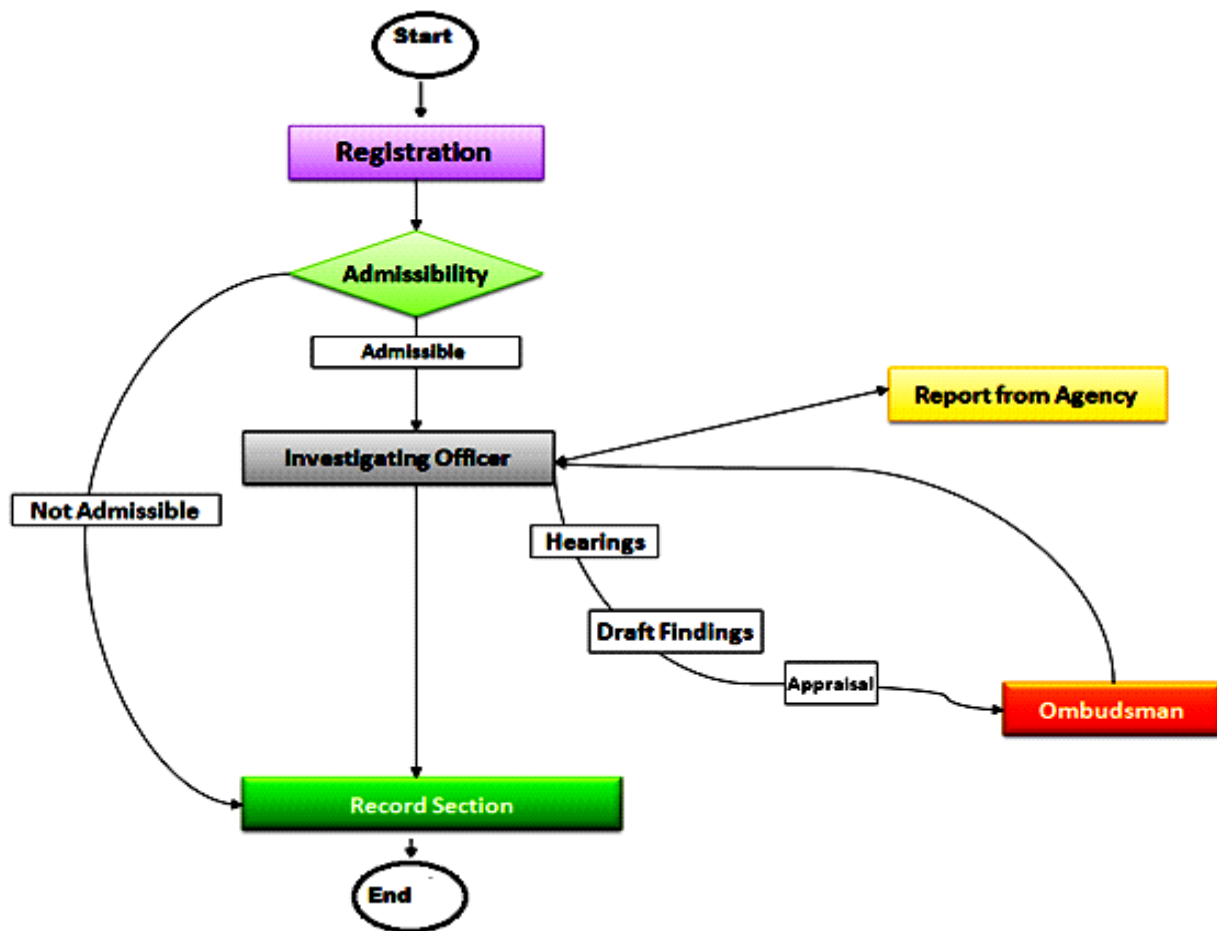 Start
Registration
Admissibility
Admissible
Report from Agency
Investigating Officer
Not Admissible
Hearings
Draft Findings
Appraisal
Ombudsman
Record Section
End